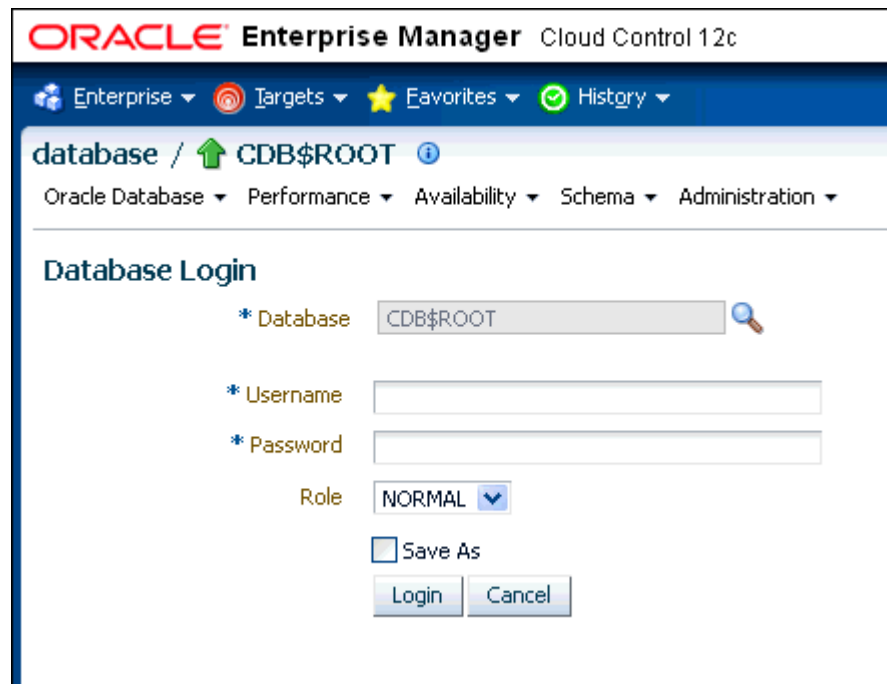 ORACLE Enterprise Manager Cloud Control 12c
Enterprise Targets Favorites History
database / CDB$ROOT
Oracle Database Performance Availability Schema Administration
Database Login
* Database CDB$ROOT
* Username
* Password
Role NORMAL
Save As
Login Cancel